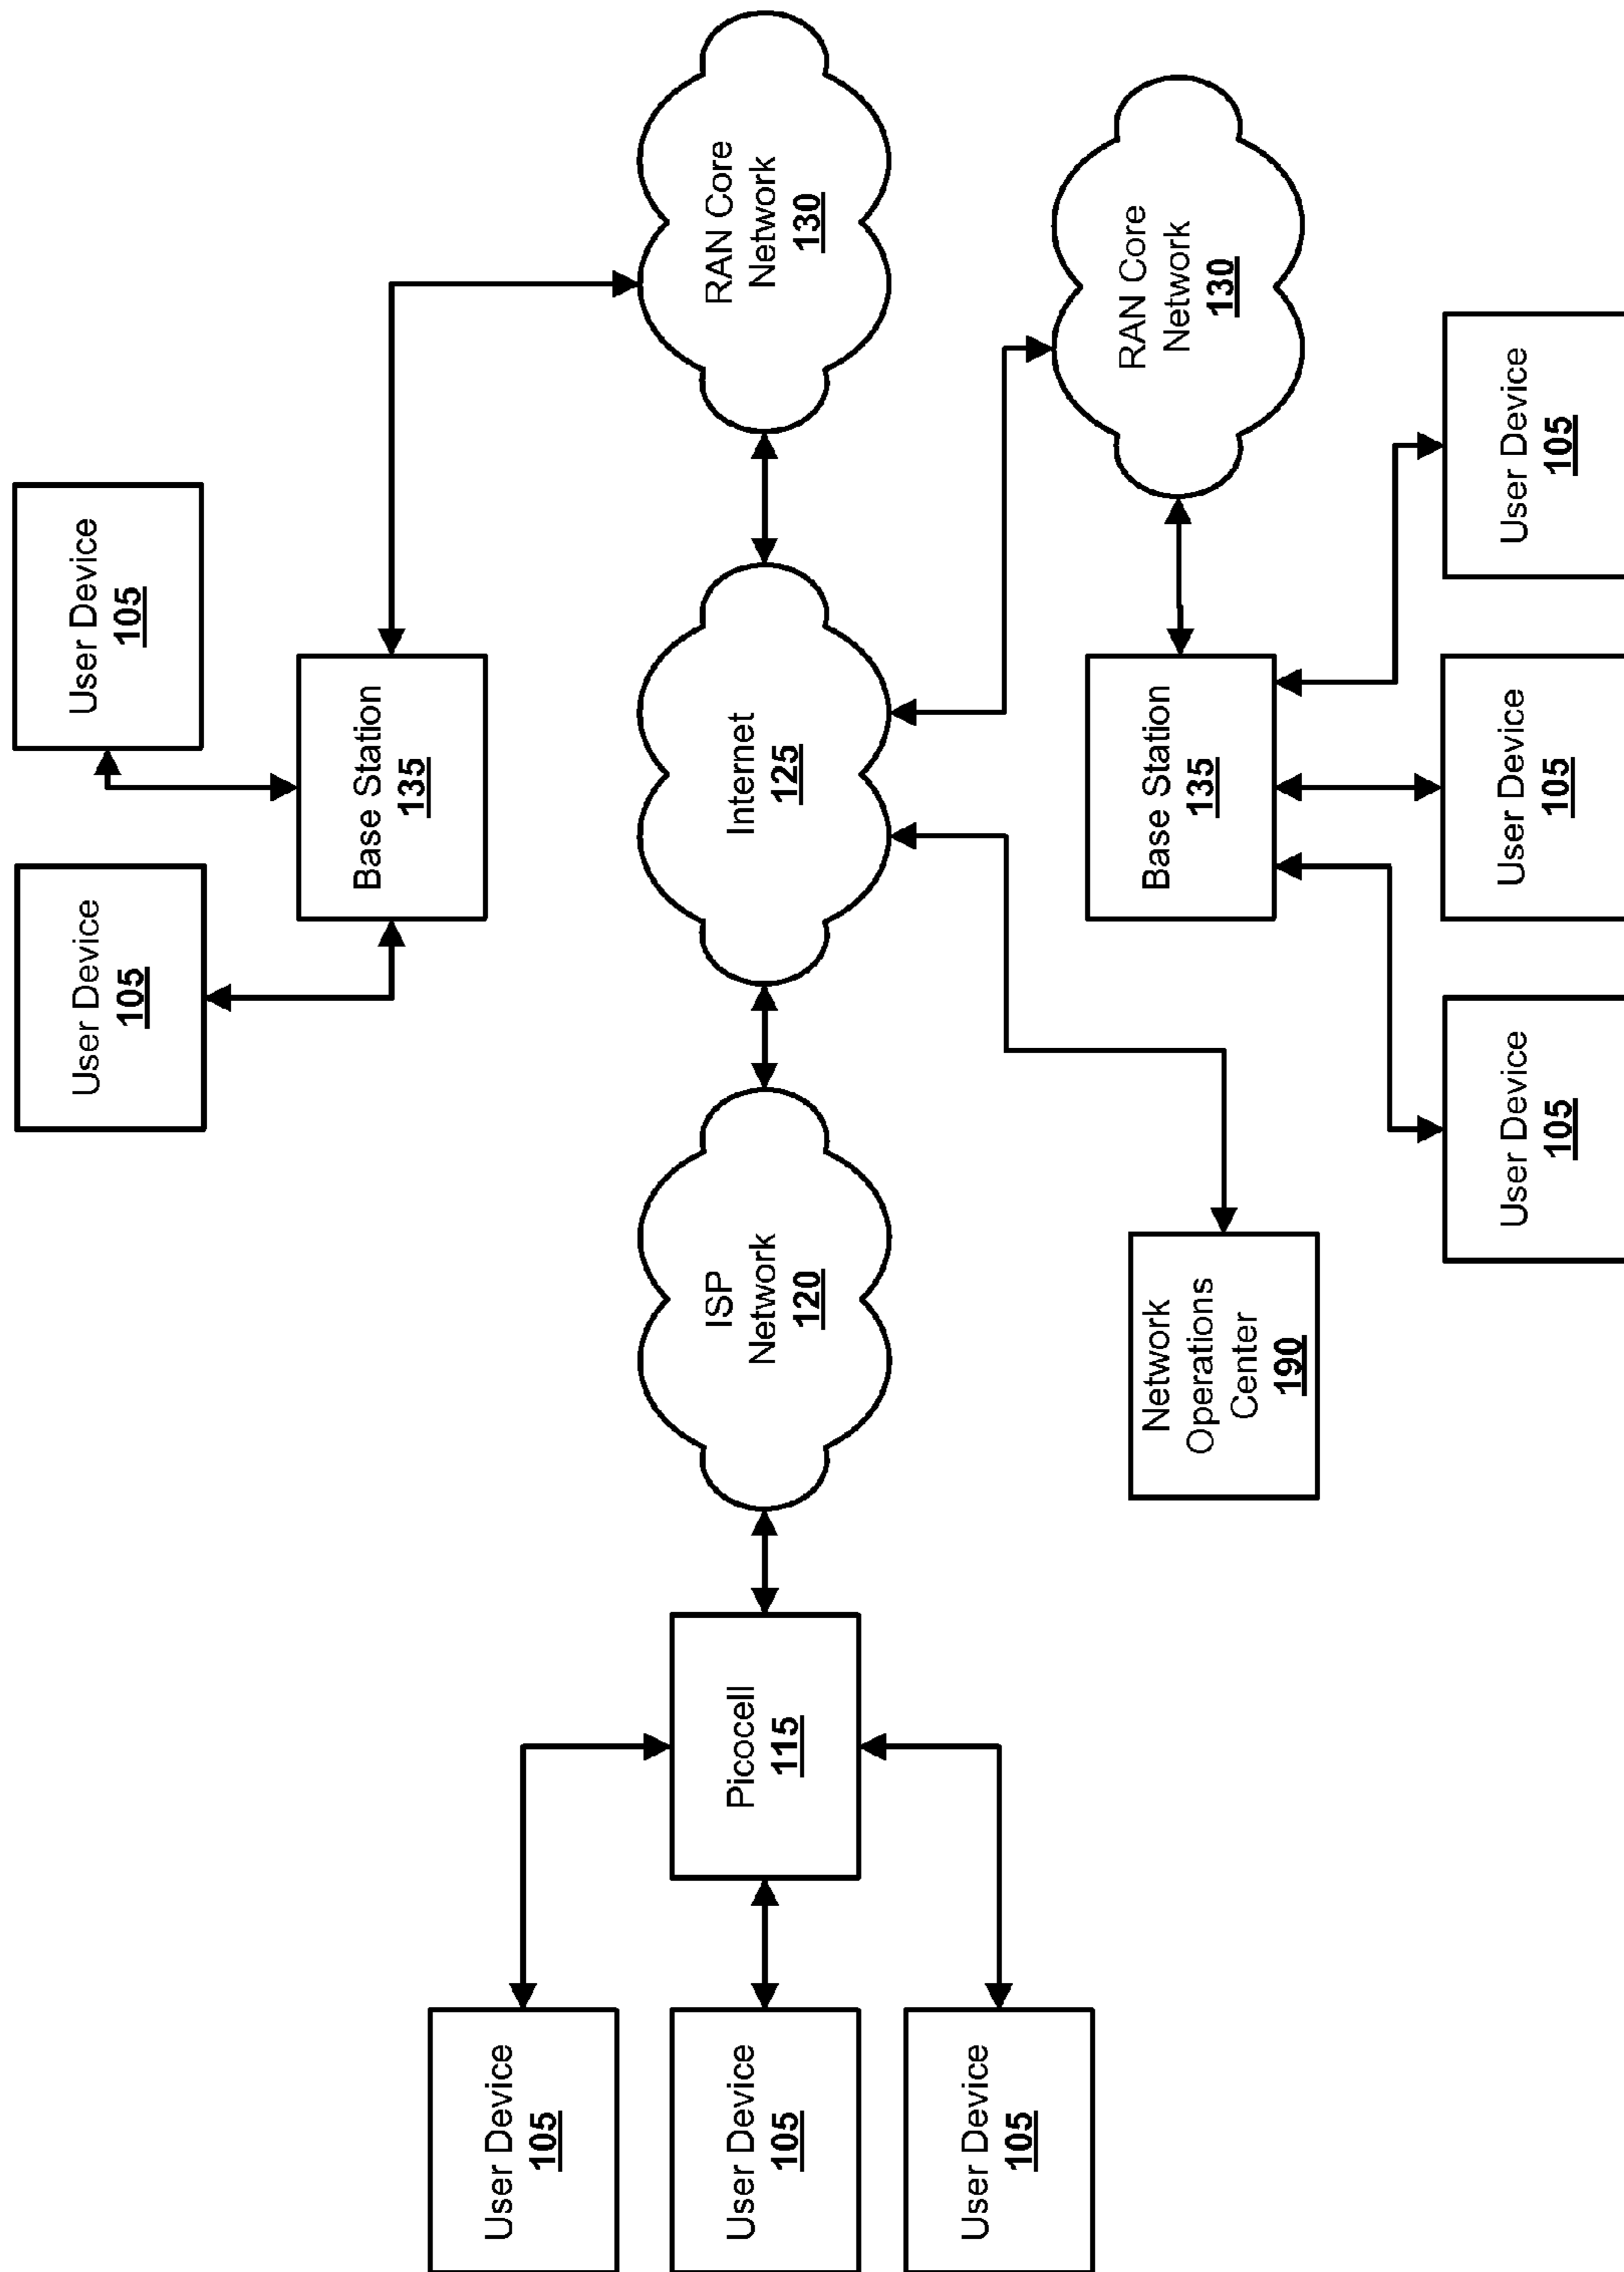 User Device
105
User Device
105
Base Station
135
User Device
105
User Device
105
Picocell
115
ISP
Network
120
Internet
125
RAN Core
Network
130
User Device
105
Network
Operations
Center
190
Base Station
135
RAN Core
Network
130
User Device
105
User Device
105
User Device
105